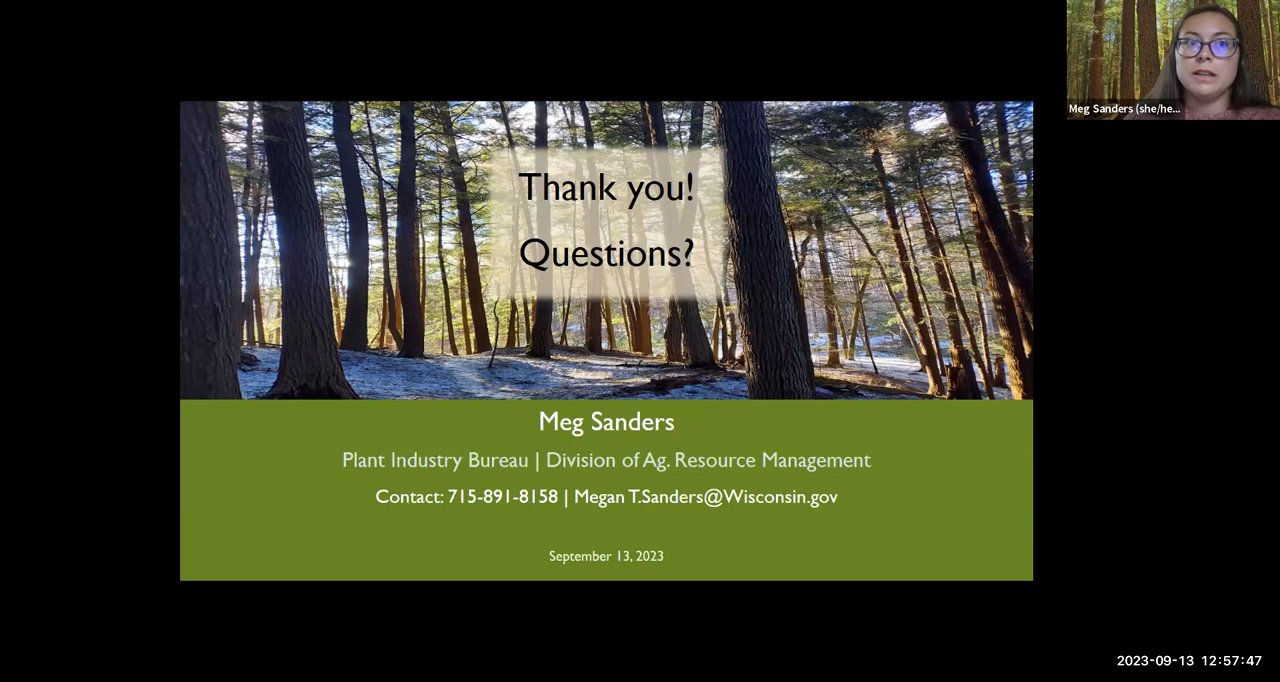 Meg Sanders (she/he...
Thank you!
Questions?
Meg Sanders
Plant Industry Bureau | Division of Ag. Resource Management
Contact: 715-891-8158 | Megan T.Sanders@Wisconsin.gov
September 13, 2023
2023-09-13 12:57:47